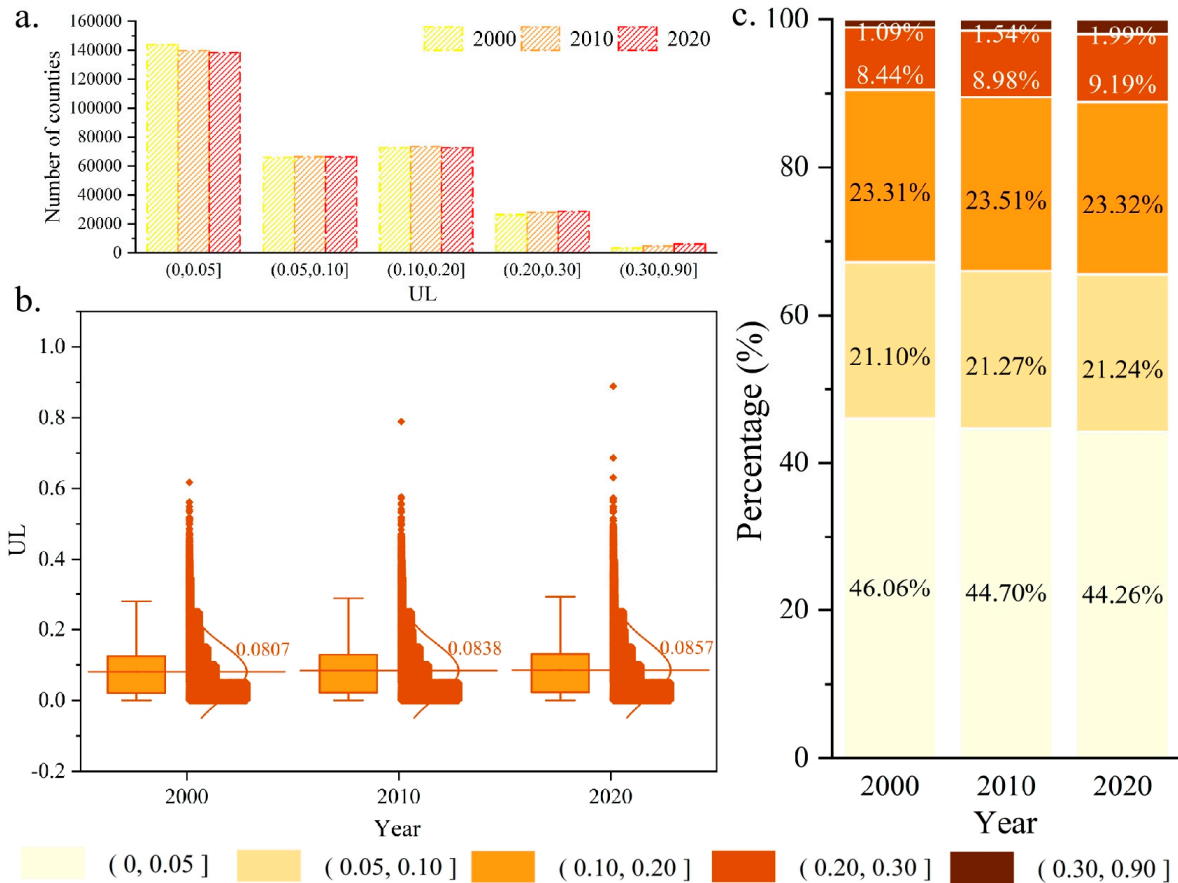 a.
160000
140000
120000
100000
80000
60000
40000
20000
0
Number of counties
2000 2010 2020
(0,0.05] (0.05,0.10] (0.10,0.20] (0.20,0.30] (0.30,0.90]
UL
b.
1.0
0.8
0.6
0.4
0.2
0.0
-0.2
UL
0.0807 0.0838 0.0857
2000 2010 2020
Year
c.
100
80
60
40
20
0
Percentage (%)
1.09% 1.54% 1.99%
8.44% 8.98% 9.19%
23.31% 23.51% 23.32%
21.10% 21.27% 21.24%
46.06% 44.70% 44.26%
2000 2010 2020
Year
( 0, 0.05 ] ( 0.05, 0.10 ] ( 0.10, 0.20 ] ( 0.20, 0.30 ] ( 0.30, 0.90 ]